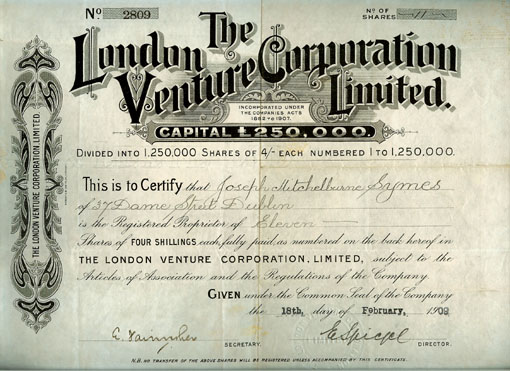 No 2809
No OF SHARES 11
The
London Venture Corporation
Limited.
INCORPORATED UNDER
THE COMPANIES ACTS
1862 TO 1907.
CAPITAL £250,000.
DIVIDED INTO 1,250,000 SHARES OF 4/- EACH NUMBERED 1 TO 1,250,000.
THE LONDON VENTURE CORPORATION, LIMITED.
This is to Certify that Joseph Mitchelburne Symes
of 37 Dame Street Dublin
is the Registered Proprietor of Eleven
Shares of FOUR SHILLINGS each, fully paid, as numbered on the back hereof in
THE LONDON VENTURE CORPORATION, LIMITED, subject to the
Articles of Association and the Regulations of the Company.
GIVEN under the Common Seal of the Company
the 18th. day of February, 1909
SECRETARY.
E Spiegel
DIRECTOR.
N.B. NO TRANSFER OF THE ABOVE SHARES WILL BE REGISTERED UNLESS ACCOMPANIED BY THIS CERTIFICATE.